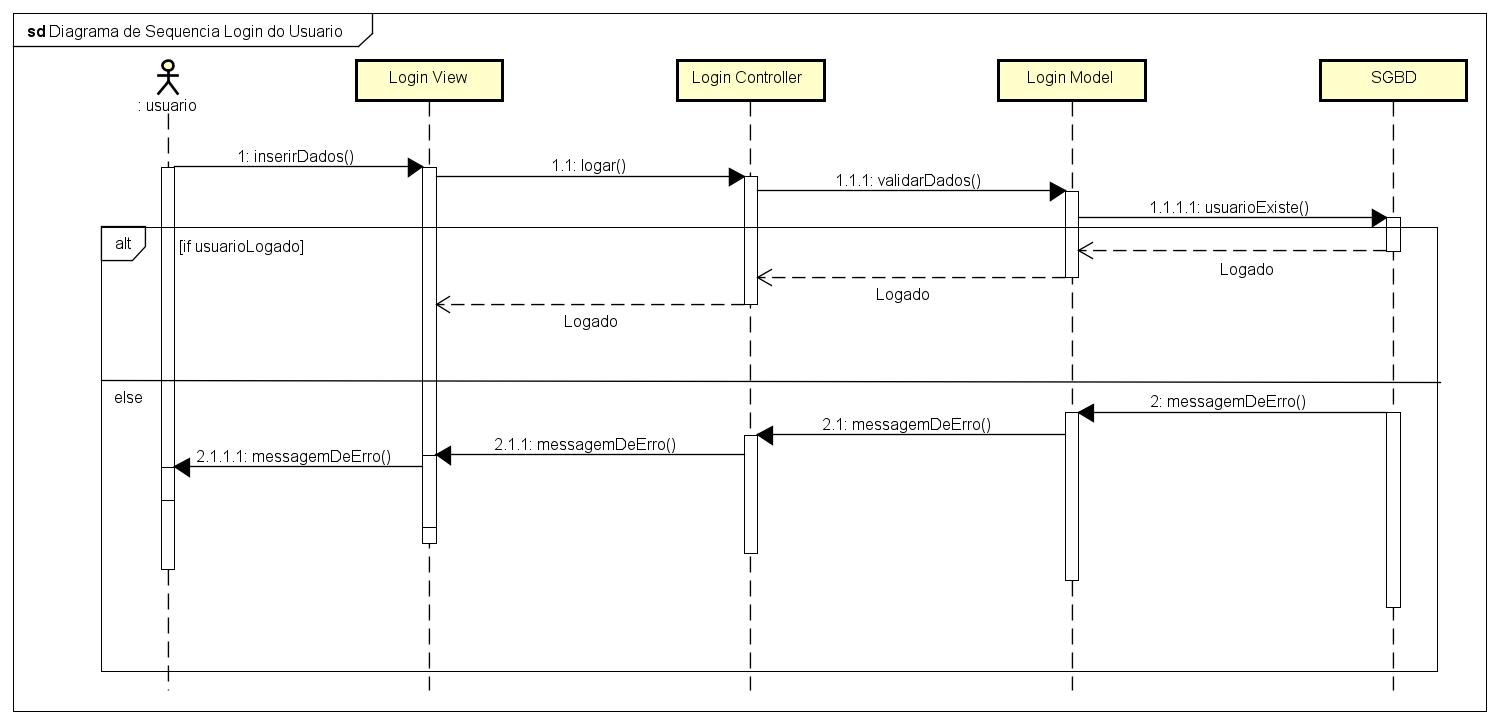 sd Diagrama de Sequencia Login do Usuario
: usuario
Login View
Login Controller
Login Model
SGBD
1: inserirDados()
1.1: logar()
1.1.1: validarDados()
1.1.1.1: usuarioExiste()
alt
[if usuarioLogado]
Logado
Logado
Logado
else
2: messagemDeErro()
2.1: messagemDeErro()
2.1.1: messagemDeErro()
2.1.1.1: messagemDeErro()